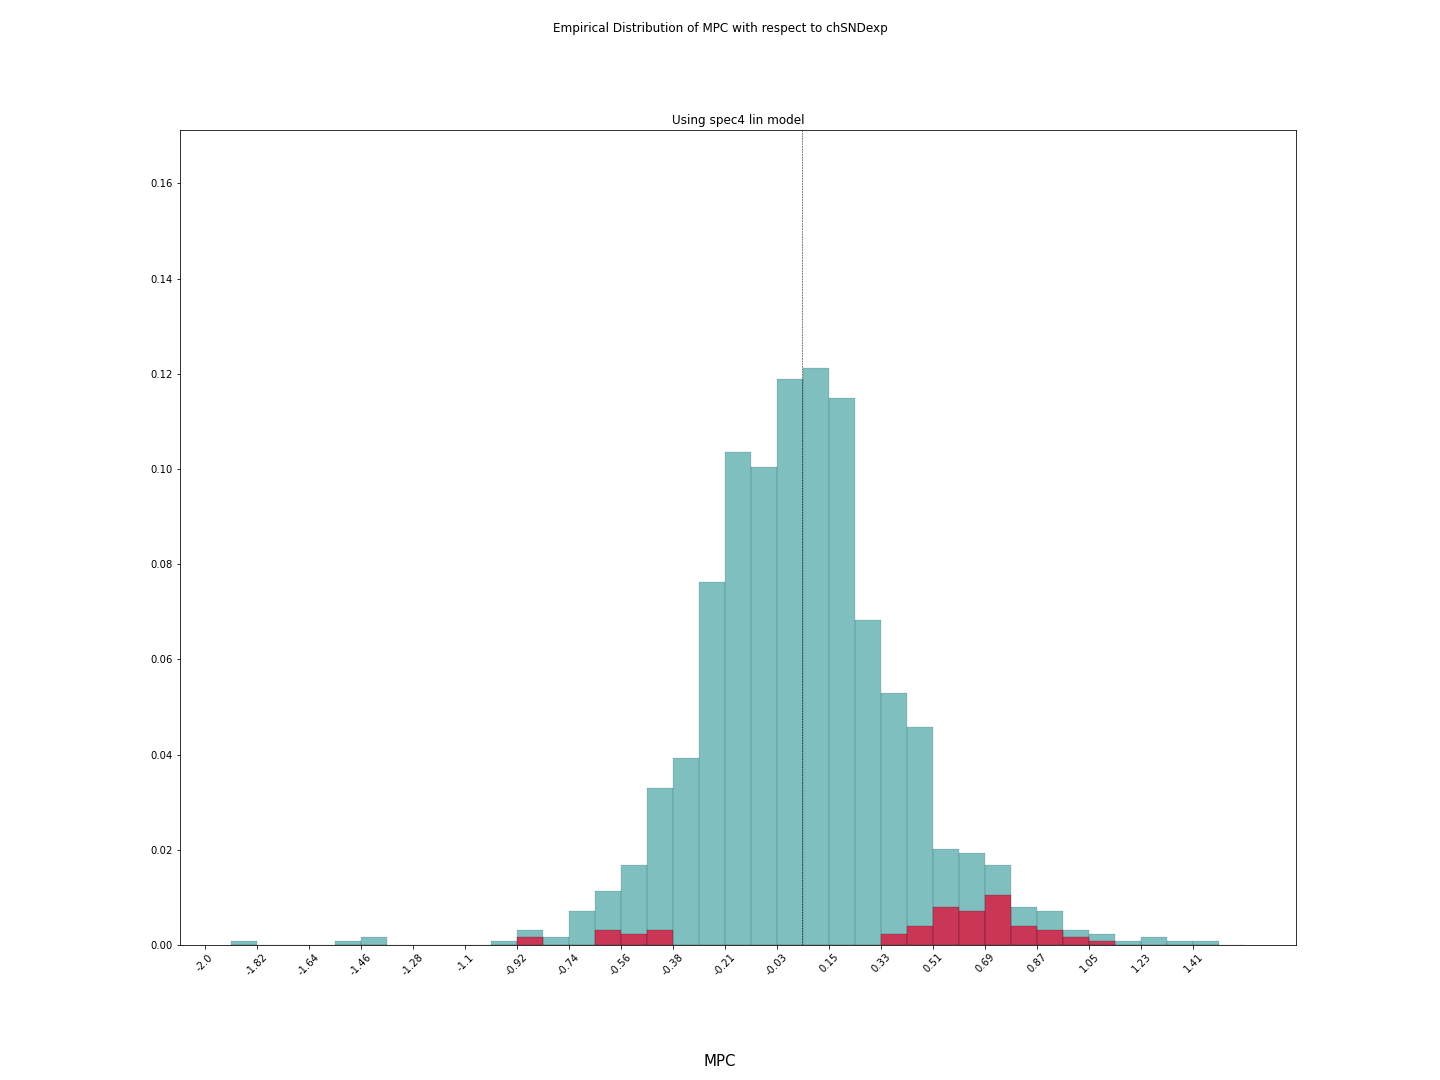 Empirical Distribution of MPC with respect to chSNDexp
Using spec4 lin model
0.16
0.14
0.12
0.10
0.08
0.06
0.04
0.02
0.00
-2.0 -1.82 -1.64 -1.46 -1.28 -1.1 -0.92 -0.74 -0.56 -0.38 -0.21 -0.03 0.15 0.33 0.51 0.69 0.87 1.05 1.23 1.41
MPC